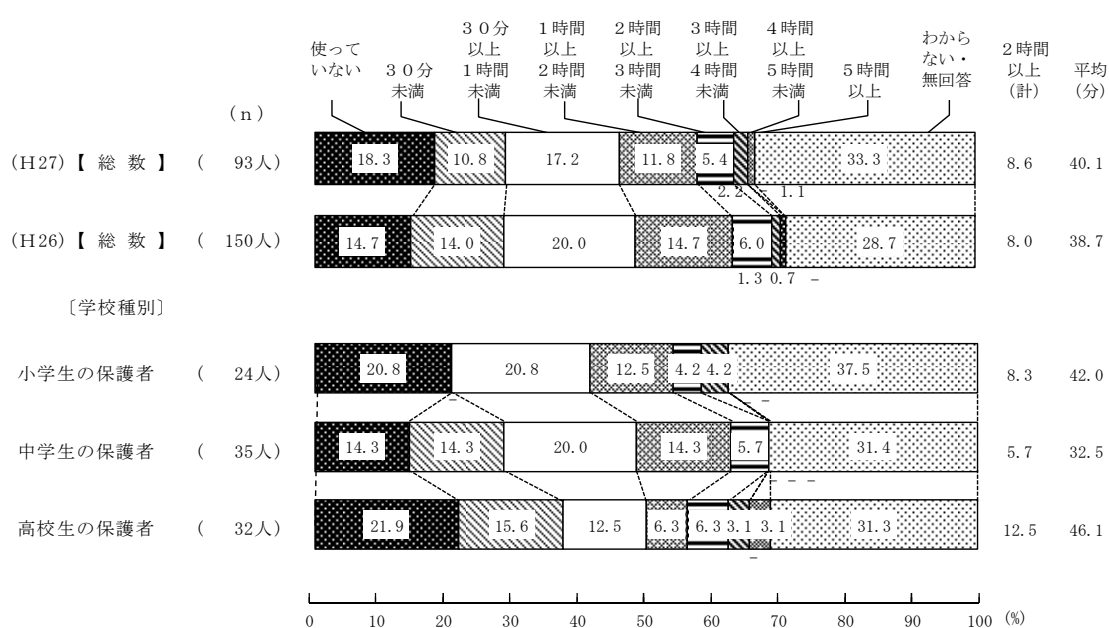 使って
いない
３０分
未満
３０分
以上
１時間
未満
１時間
以上
２時間
未満
２時間
以上
３時間
未満
３時間
以上
４時間
未満
４時間
以上
５時間
未満
５時間
以上
わから
ない・
無回答
２時間
以上
（計）
平均
（分）
（ｎ）
（H27）【 総 数 】 （ 93人） 18.3 10.8 17.2 11.8 5.4 33.3 8.6 40.1
2.2 － 1.1
（H26）【 総 数 】 （ 150人） 14.7 14.0 20.0 14.7 6.0 28.7 8.0 38.7
1.3 0.7 －
〔学校種別〕
小学生の保護者 （ 24人） 20.8 20.8 12.5 4.2 4.2 37.5 8.3 42.0
－ － －
中学生の保護者 （ 35人） 14.3 14.3 20.0 14.3 5.7 31.4 5.7 32.5
－ － －
高校生の保護者 （ 32人） 21.9 15.6 12.5 6.3 6.3 3.1 3.1 31.3 12.5 46.1
－
0 10 20 30 40 50 60 70 80 90 100 (%)